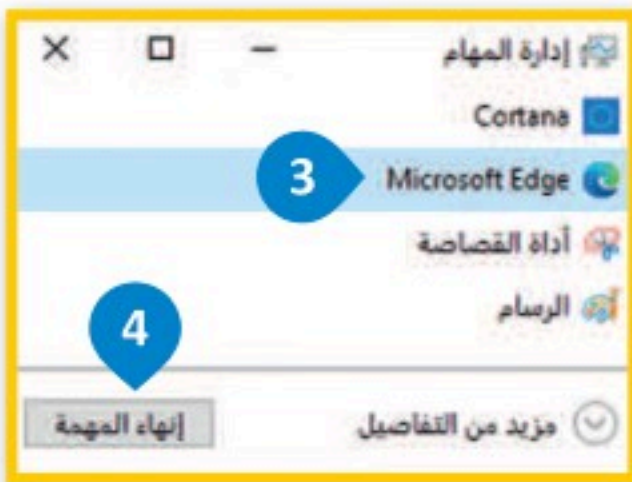 إدارة المهام
Cortana
3
Microsoft Edge
أداة القصاصة
الرسام
4
مزيد من التفاصيل
إنهاء المهمة